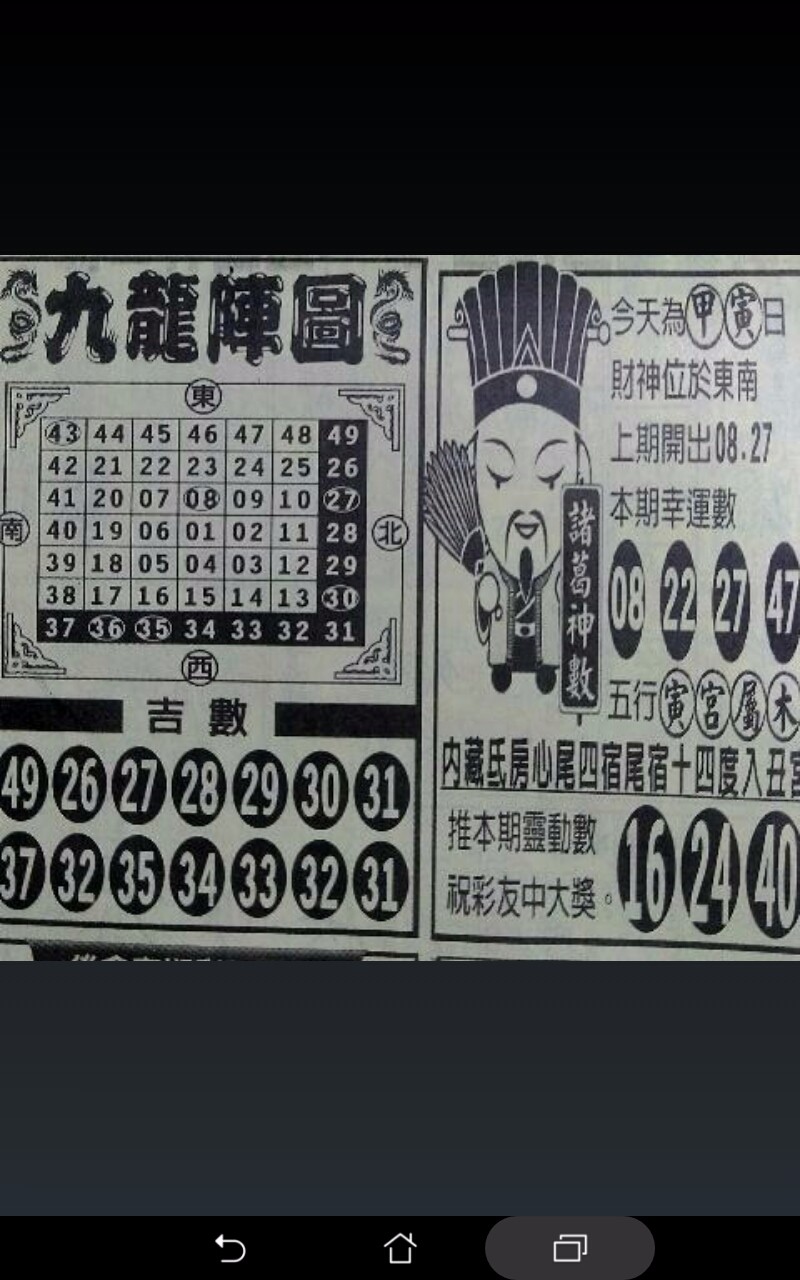 九龍陣圖
東
43 44 45 46 47 48 49
42 21 22 23 24 25 26
41 20 07 08 09 10 27
南
40 19 06 01 02 11 28
北
39 18 05 04 03 12 29
38 17 16 15 14 13 30
37 36 35 34 33 32 31
西
吉數
49 26 27 28 29 30 31
37 32 35 34 33 32 31
今天為甲寅日
財神位於東南
上期開出08.27
本期幸運數
08 22 27 47
諸葛神數
五行寅宮屬木
內藏氐房心尾四宿尾宿十四度入丑宮
推本期靈動數
祝彩友中大獎。
16 24 40